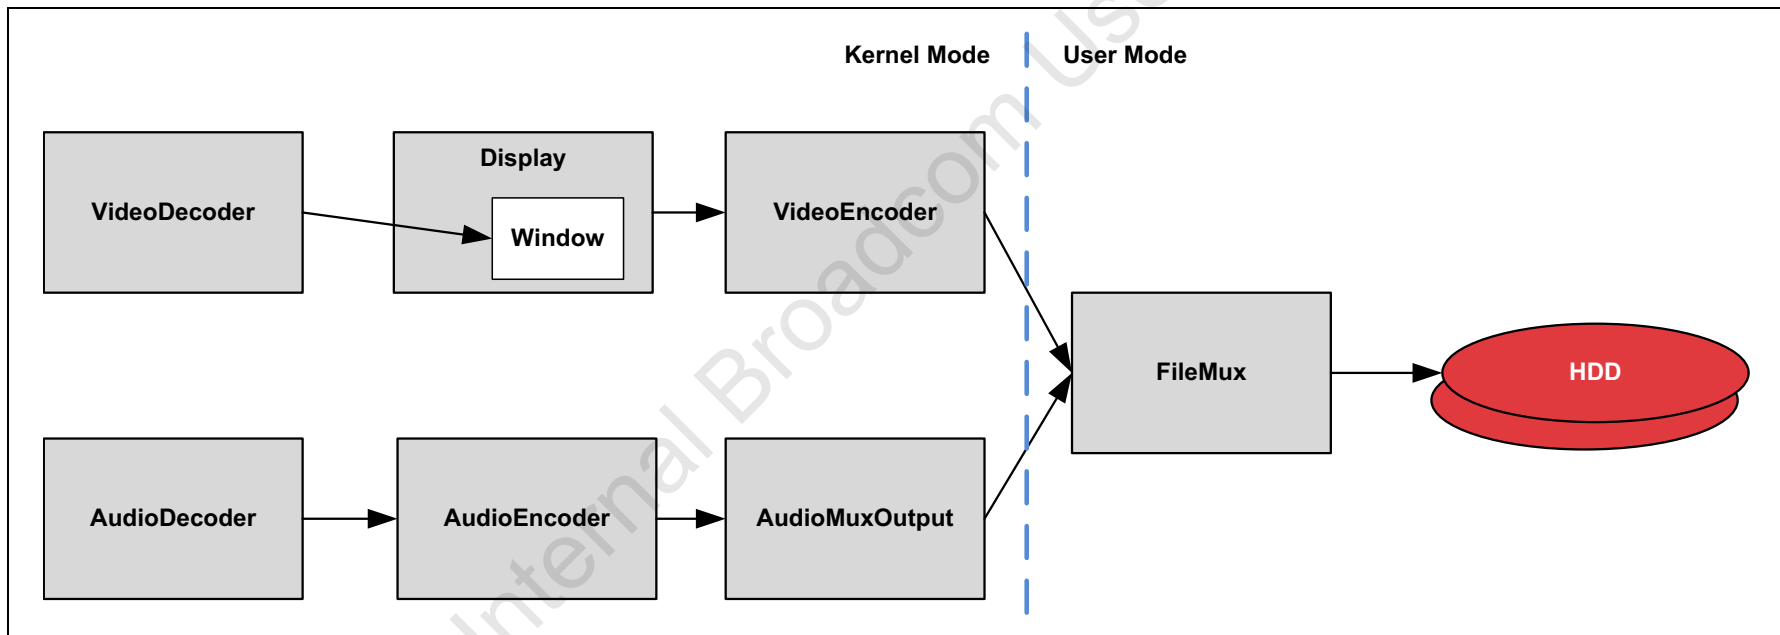 Kernel Mode
User Mode
Display
VideoDecoder
Window
VideoEncoder
FileMux
HDD
AudioDecoder
AudioEncoder
AudioMuxOutput
Internal Broadcom Use